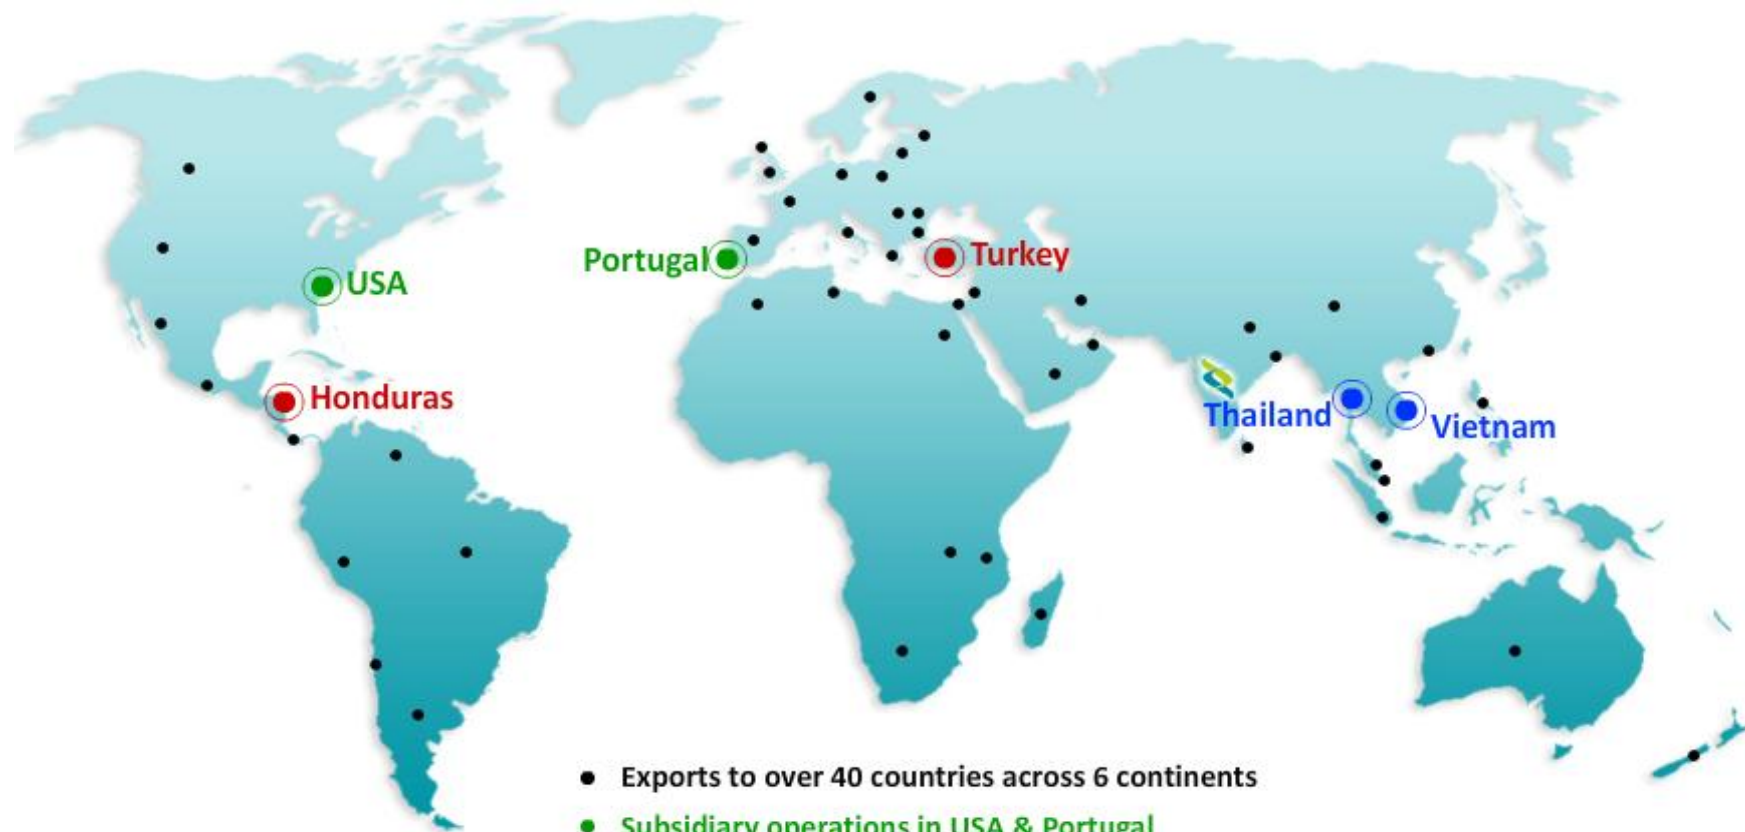 Portugal
Turkey
USA
Honduras
Thailand
Vietnam
Exports to over 40 countries across 6 continents
Subsidiary operations in USA & Portugal